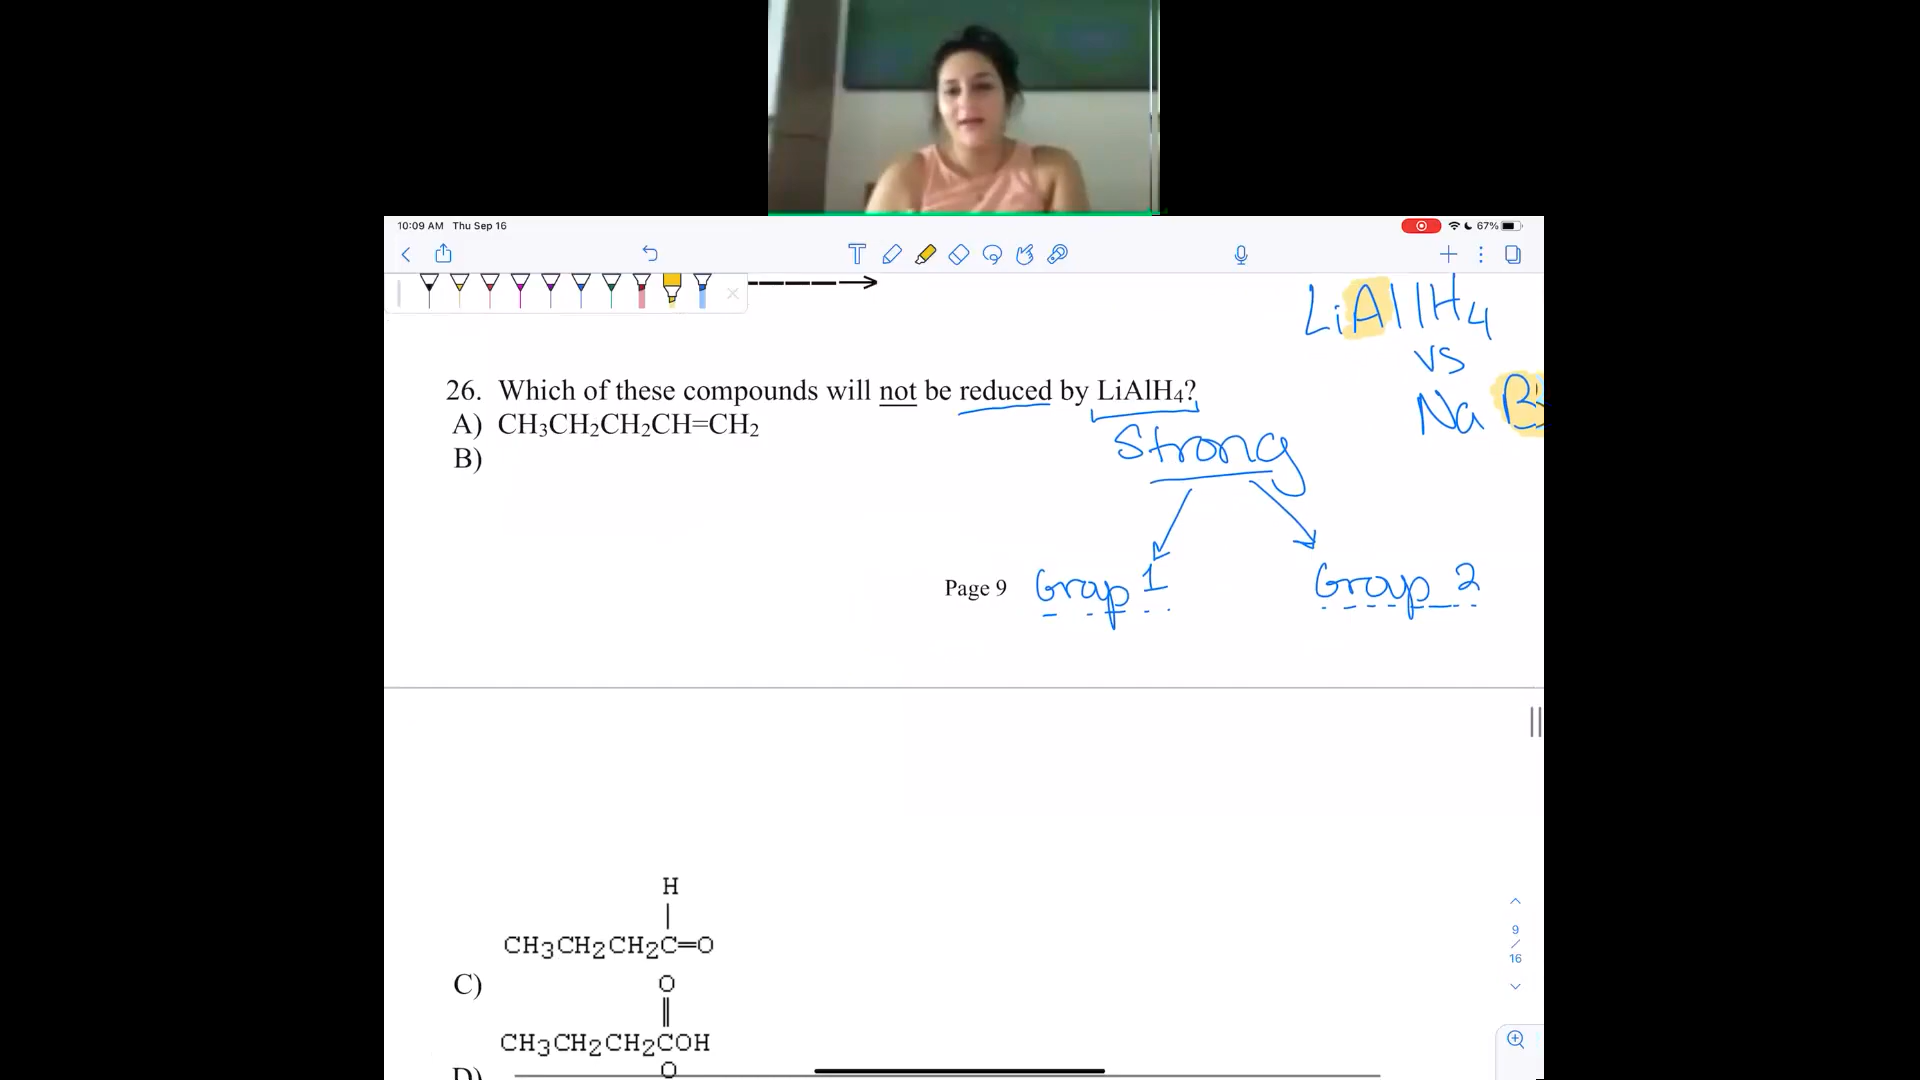 10:09 AM Thu Sep 16
67%
T
LiAlH4
vs
Na
26. Which of these compounds will not be reduced by LiAlH4?
A) CH3CH2CH2CH=CH2
B)
Strong
Group 1
Group 2
Page 9
H
CH3CH2CH2C=O
C)
O
CH3CH2CH2COH
D)
O
9
/
16